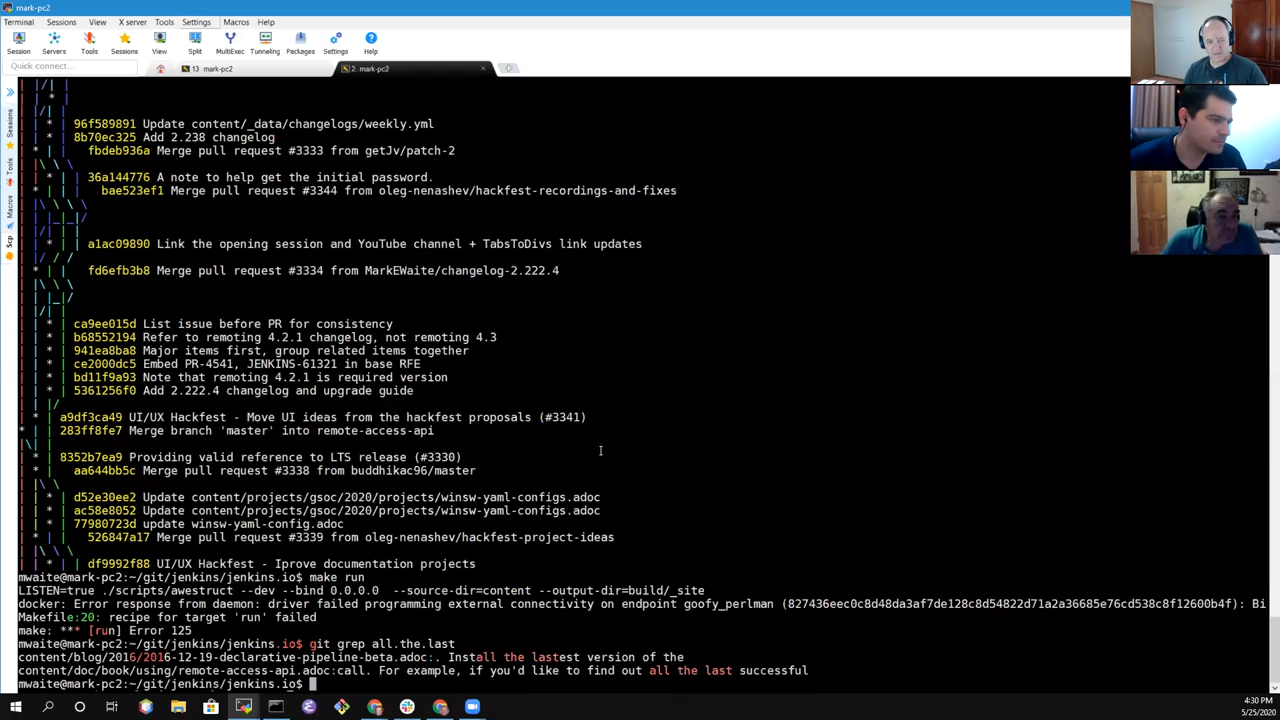 mark-pc2
Terminal Sessions View X server Tools Settings Macros Help
Session Servers Tools Sessions View Split MultiExec Tunneling Packages Settings Help
Quick connect...
13. mark-pc2
2. mark-pc2
Sessions
Tools
Macros
Scp
* 96f589891 Update content/_data/changelogs/weekly.yml
* 8b70ec325 Add 2.238 changelog
* fbdeb936a Merge pull request #3333 from getJv/patch-2
* 36a144776 A note to help get the initial password.
* bae523ef1 Merge pull request #3344 from oleg-nenashev/hackfest-recordings-and-fixes
* a1ac09890 Link the opening session and YouTube channel + TabsToDivs link updates
* fd6efb3b8 Merge pull request #3334 from MarkEWaite/changelog-2.222.4
* ca9ee015d List issue before PR for consistency
* b68552194 Refer to remoting 4.2.1 changelog, not remoting 4.3
* 941ea8ba8 Major items first, group related items together
* ce2000dc5 Embed PR-4541, JENKINS-61321 in base RFE
* bd11f9a93 Note that remoting 4.2.1 is required version
* 5361256f0 Add 2.222.4 changelog and upgrade guide
* a9df3ca49 UI/UX Hackfest - Move UI ideas from the hackfest proposals (#3341)
* 283ff8fe7 Merge branch 'master' into remote-access-api
* 8352b7ea9 Providing valid reference to LTS release (#3330)
* aa644bb5c Merge pull request #3338 from buddhikac96/master
* d52e30ee2 Update content/projects/gsoc/2020/projects/winsw-yaml-configs.adoc
* ac58e8052 Update content/projects/gsoc/2020/projects/winsw-yaml-configs.adoc
* 77980723d update winsw-yaml-config.adoc
* 526847a17 Merge pull request #3339 from oleg-nenashev/hackfest-project-ideas
* df9992f88 UI/UX Hackfest - Iprove documentation projects
mwaite@mark-pc2:~/git/jenkins/jenkins.io$ make run
LISTEN=true ./scripts/awestruct --dev --bind 0.0.0.0 --source-dir=content --output-dir=build/_site
docker: Error response from daemon: driver failed programming external connectivity on endpoint goofy_perlman (827436eec0c8d48da3af7de128c8d54822d71a2a36685e76cd538c8f12600b4f): Bi
Makefile:20: recipe for target 'run' failed
make: *** [run] Error 125
mwaite@mark-pc2:~/git/jenkins/jenkins.io$ git grep all.the.last
content/blog/2016/2016-12-19-declarative-pipeline-beta.adoc:. Install the lastest version of the
content/doc/book/using/remote-access-api.adoc:call. For example, if you'd like to find out all the last successful
mwaite@mark-pc2:~/git/jenkins/jenkins.io$
4:30 PM
5/25/2020